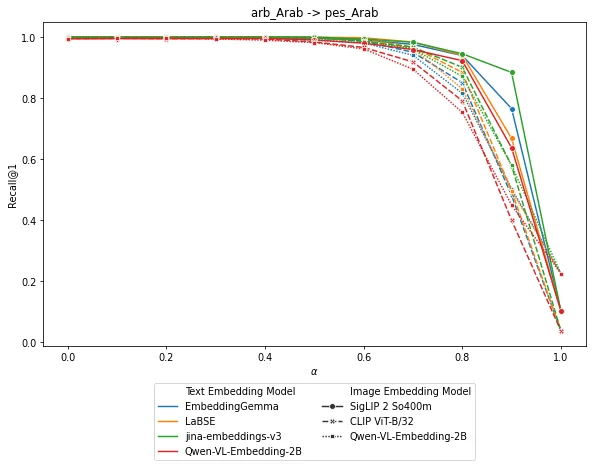 arb_Arab -> pes_Arab
1.0
0.8
0.6
0.4
0.2
0.0
Recall@1
0.0 0.2 0.4 0.6 0.8 1.0
α
Text Embedding Model Image Embedding Model
EmbeddingGemma SigLIP 2 So400m
LaBSE CLIP ViT-B/32
jina-embeddings-v3 Qwen-VL-Embedding-2B
Qwen-VL-Embedding-2B